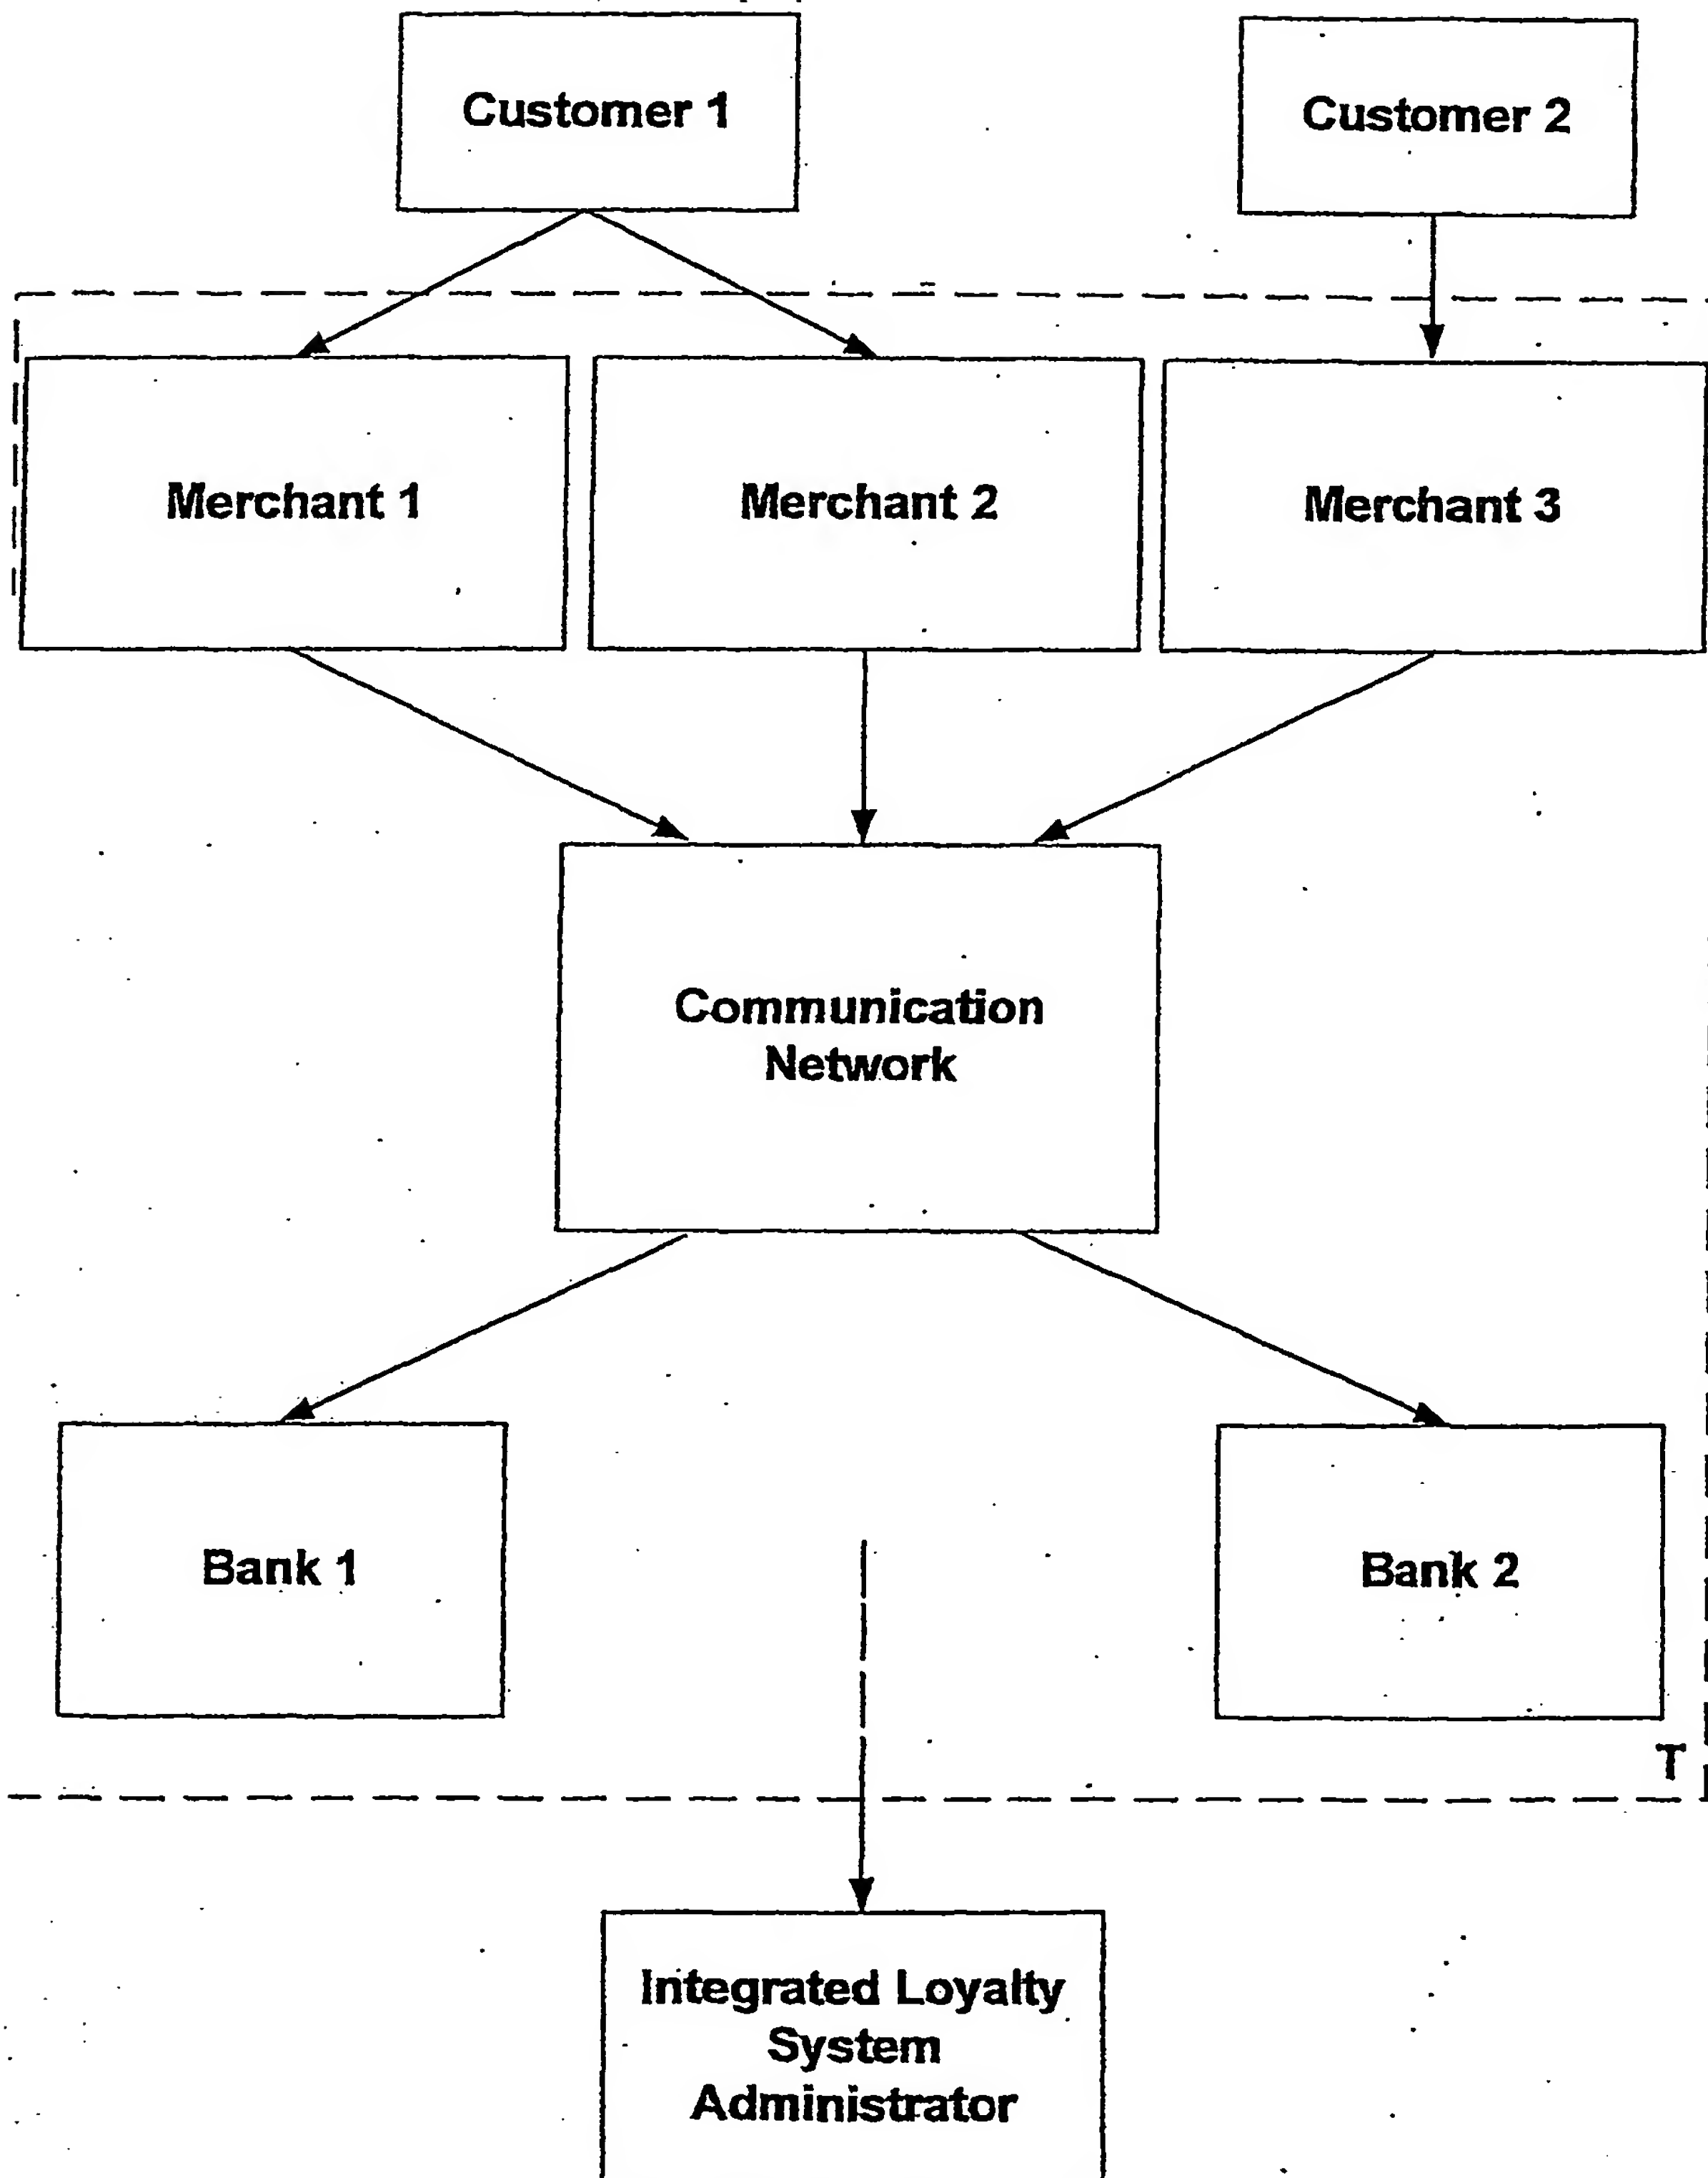 Customer 1
Customer 2
Merchant 1
Merchant 2
Merchant 3
Communication
Network
Bank 1
Bank 2
T
Integrated Loyalty
System
Administrator